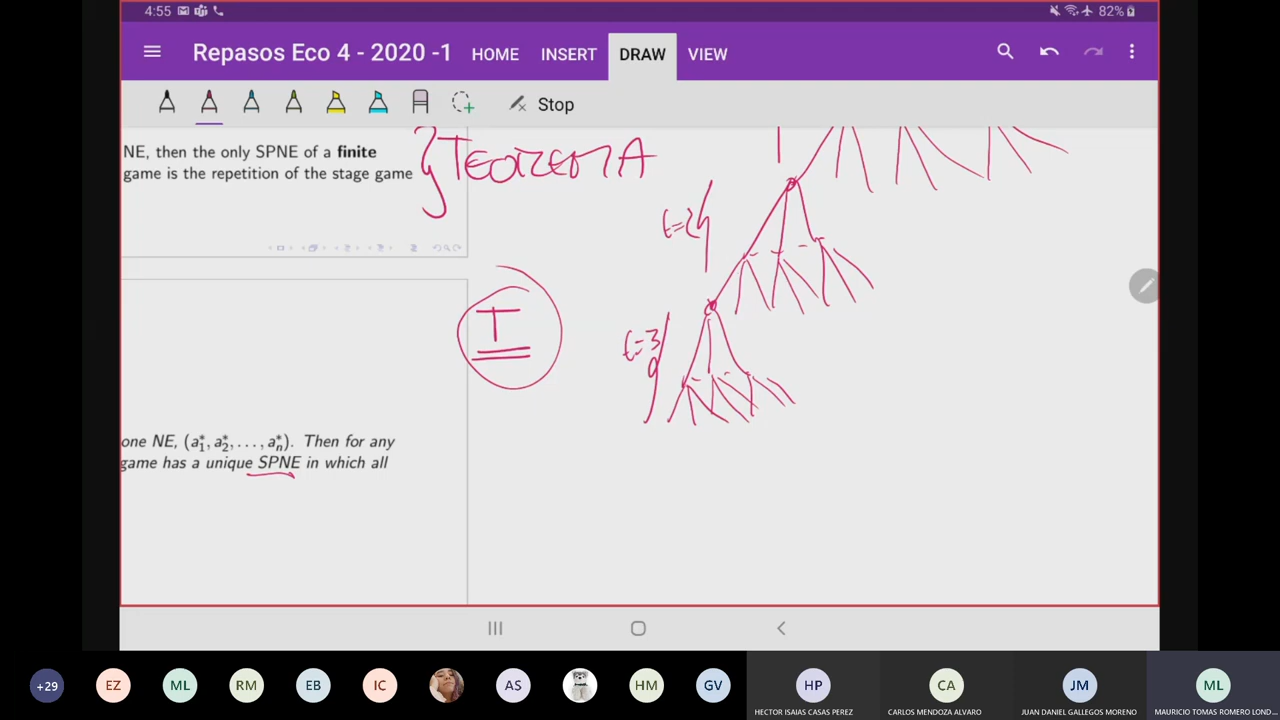 4:55 82%
Repasos Eco 4 - 2020 -1 HOME INSERT DRAW VIEW
Stop
NE, then the only SPNE of a finite
game is the repetition of the stage game
TEOREMA
t=2
T
t=3
one NE, (a₁*, a₂*, . . . , aₙ*). Then for any
game has a unique SPNE in which all
+29 EZ ML RM EB IC AS HM GV HP CA JM ML
HECTOR ISAIAS CASAS PEREZ CARLOS MENDOZA ALVARO JUAN DANIEL GALLEGOS MORENO MAURICIO TOMAS ROMERO LOND...